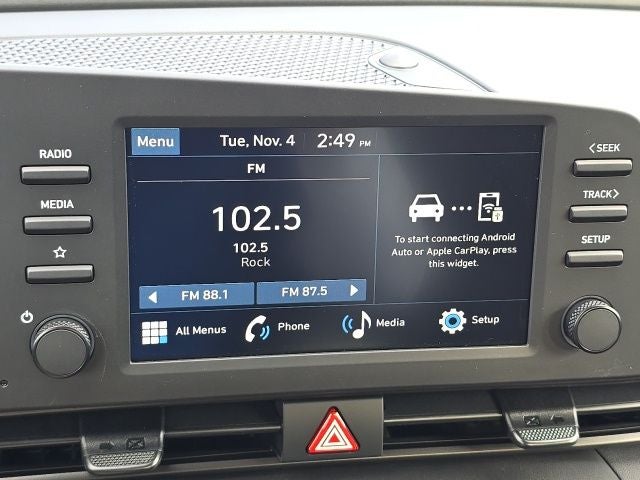 RADIO
MEDIA
Menu
Tue, Nov. 4
2:49 PM
FM
102.5
102.5
Rock
FM 88.1
FM 87.5
To start connecting Android
Auto or Apple CarPlay, press
this widget.
All Menus
Phone
Media
Setup
<SEEK
TRACK>
SETUP